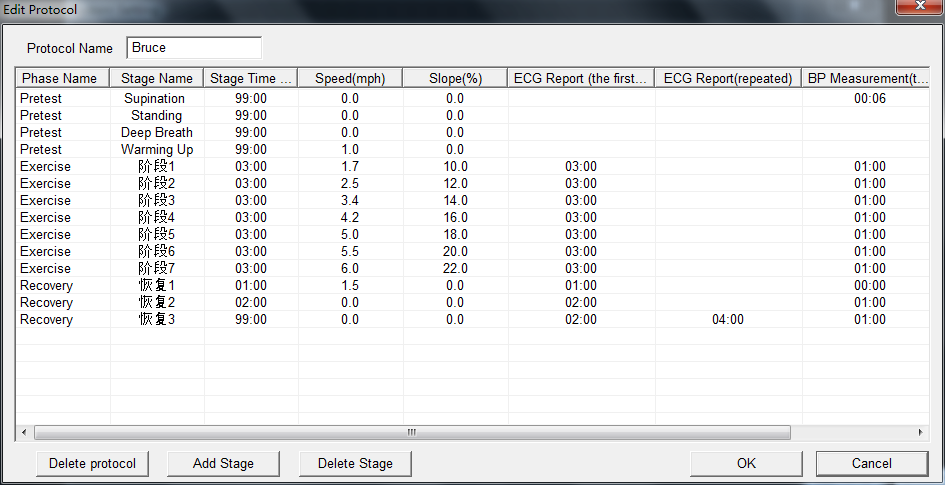 Edit Protocol
Protocol Name Bruce
Phase Name Stage Name Stage Time ... Speed(mph) Slope(%) ECG Report (the first... ECG Report(repeated) BP Measurement(t...
Pretest Supination 99:00 0.0 0.0 00:06
Pretest Standing 99:00 0.0 0.0
Pretest Deep Breath 99:00 0.0 0.0
Pretest Warming Up 99:00 1.0 0.0
Exercise 阶段1 03:00 1.7 10.0 03:00 01:00
Exercise 阶段2 03:00 2.5 12.0 03:00 01:00
Exercise 阶段3 03:00 3.4 14.0 03:00 01:00
Exercise 阶段4 03:00 4.2 16.0 03:00 01:00
Exercise 阶段5 03:00 5.0 18.0 03:00 01:00
Exercise 阶段6 03:00 5.5 20.0 03:00 01:00
Exercise 阶段7 03:00 6.0 22.0 03:00 01:00
Recovery 恢复1 01:00 1.5 0.0 01:00 00:00
Recovery 恢复2 02:00 0.0 0.0 02:00 01:00
Recovery 恢复3 99:00 0.0 0.0 02:00 04:00 01:00
Delete protocol Add Stage Delete Stage OK Cancel